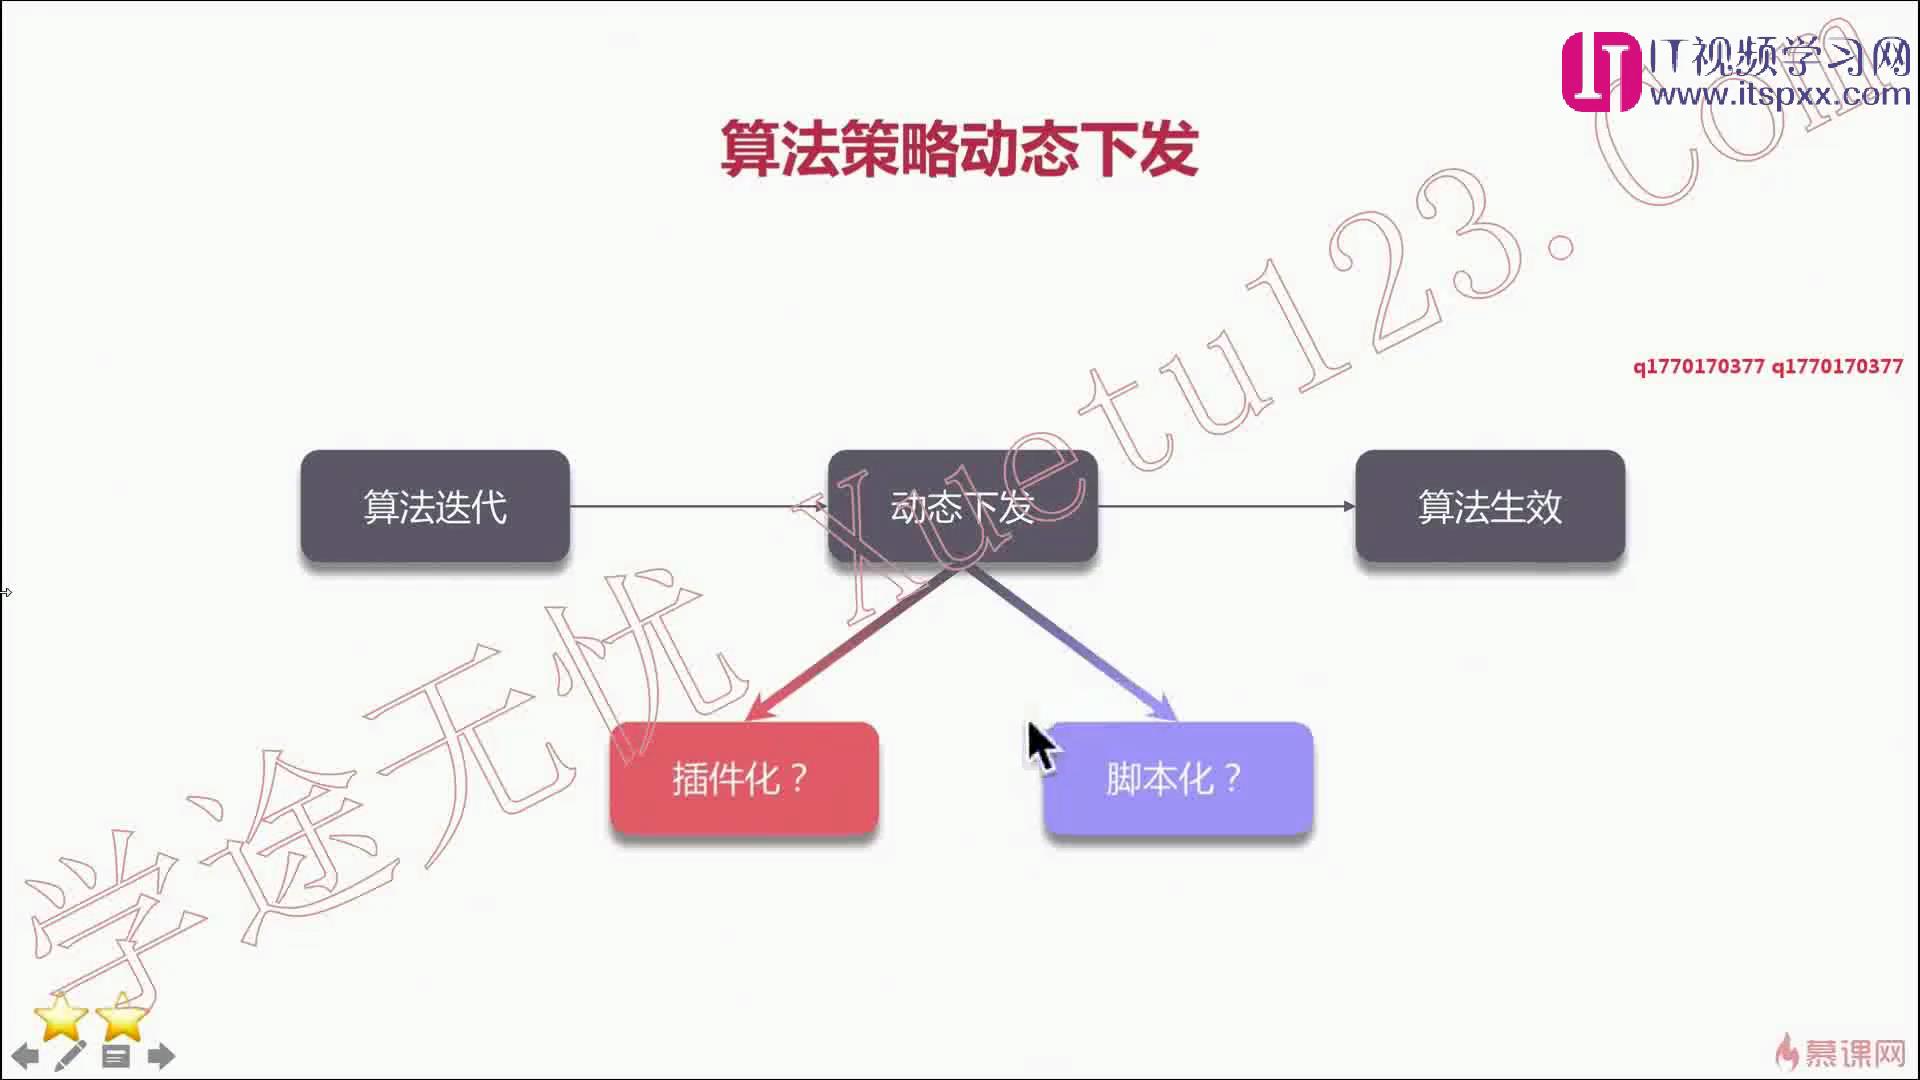 IT视频学习网
www.itspxx.com
算法策略动态下发
学途无忧 Xuetu123.Com
q1770170377 q1770170377
算法迭代
动态下发
算法生效
插件化？
脚本化？
慕课网